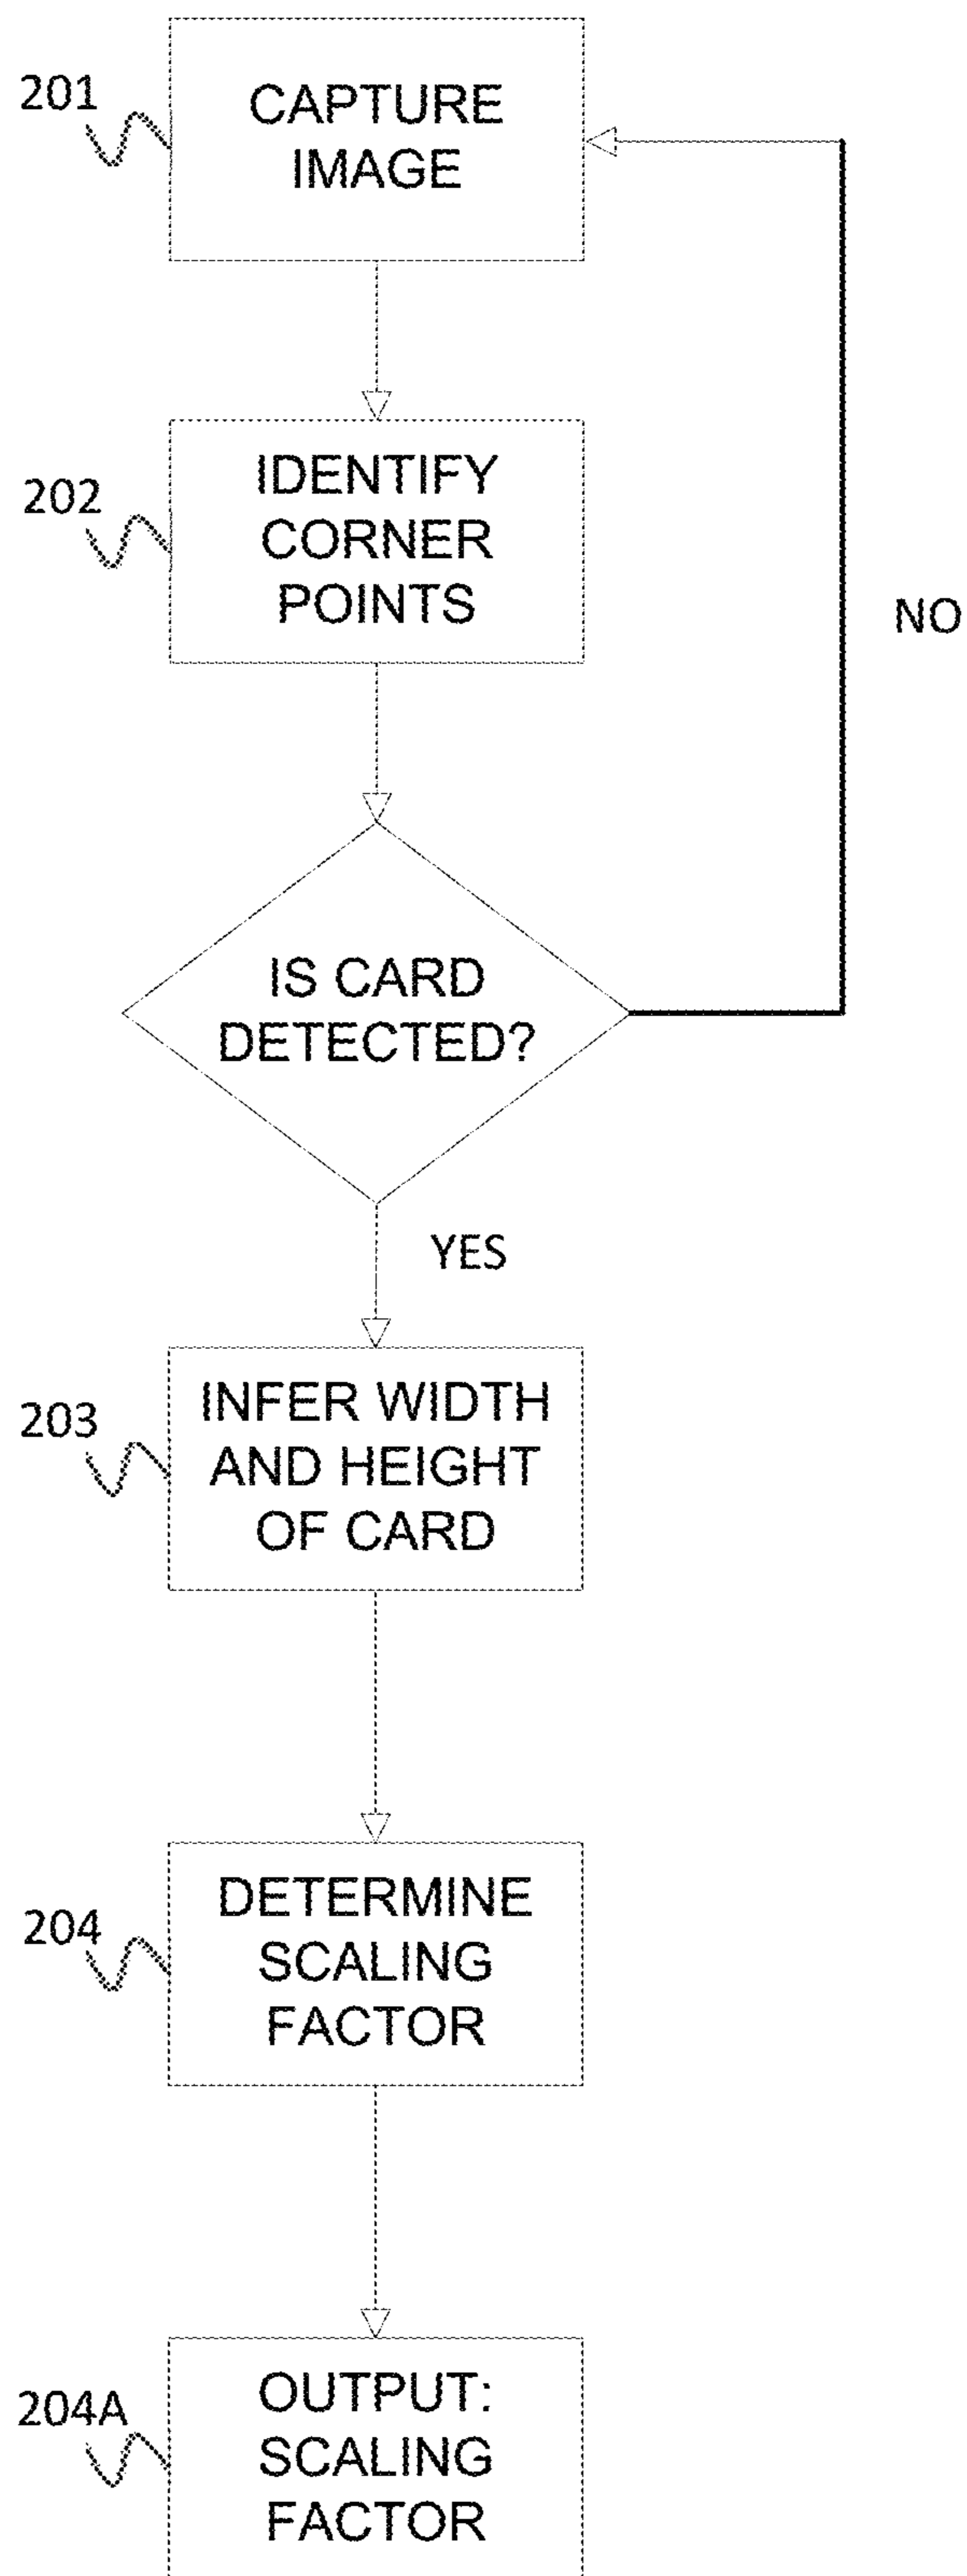 201
CAPTURE
IMAGE
202
IDENTIFY
CORNER
POINTS
NO
IS CARD
DETECTED?
YES
203
INFER WIDTH
AND HEIGHT
OF CARD
204
DETERMINE
SCALING
FACTOR
204A
OUTPUT:
SCALING
FACTOR